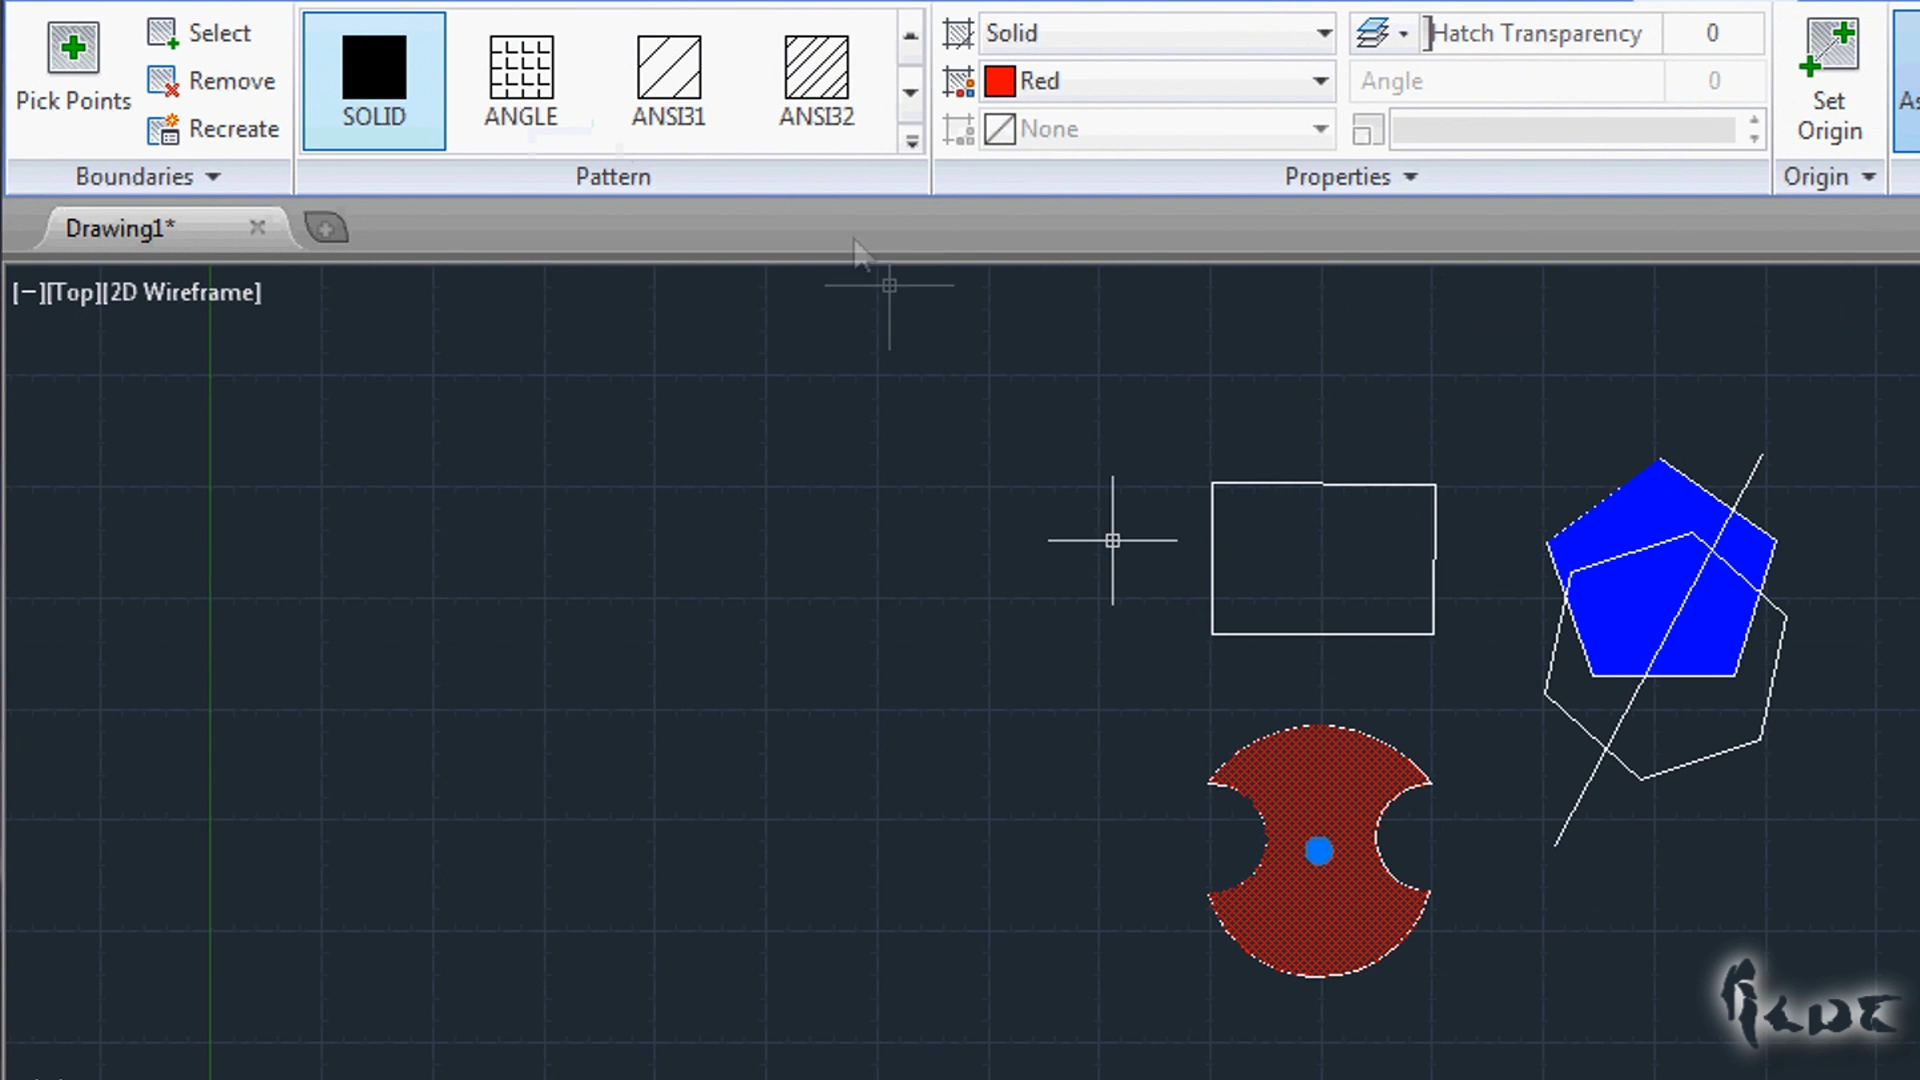 Pick Points
Select
Remove
Recreate
Boundaries
SOLID
ANGLE
ANSI31
ANSI32
Pattern
Solid
Red
None
Hatch Transparency
0
Angle
0
Properties
Set
Origin
Origin
Drawing1*
[−][Top][2D Wireframe]